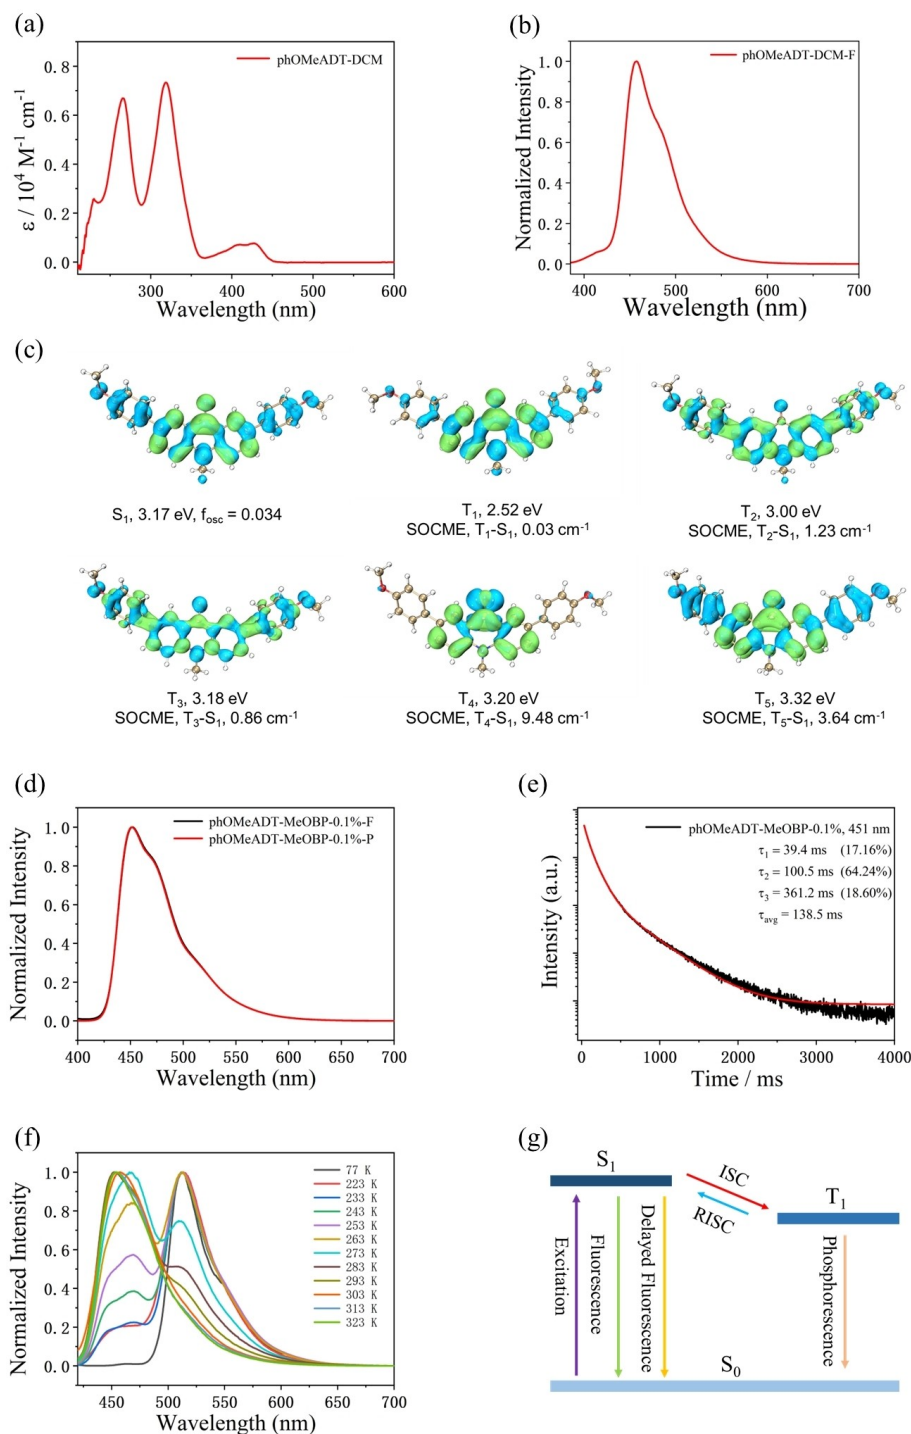 (a)
phOMeADT-DCM
0.8
0.6
0.4
0.2
0.0
ε / 10⁴ M⁻¹ cm⁻¹
300 400 500 600
Wavelength (nm)
(b)
phOMeADT-DCM-F
1.0
0.8
0.6
0.4
0.2
0.0
Normalized Intensity
400 500 600 700
Wavelength (nm)
(c)
S₁, 3.17 eV, fₒₛc = 0.034
T₁, 2.52 eV
SOCME, T₁-S₁, 0.03 cm⁻¹
T₂, 3.00 eV
SOCME, T₂-S₁, 1.23 cm⁻¹
T₃, 3.18 eV
SOCME, T₃-S₁, 0.86 cm⁻¹
T₄, 3.20 eV
SOCME, T₄-S₁, 9.48 cm⁻¹
T₅, 3.32 eV
SOCME, T₅-S₁, 3.64 cm⁻¹
(d)
phOMeADT-MeOBP-0.1%-F
phOMeADT-MeOBP-0.1%-P
1.0
0.8
0.6
0.4
0.2
0.0
Normalized Intensity
400 450 500 550 600 650 700
Wavelength (nm)
(e)
phOMeADT-MeOBP-0.1%, 451 nm
τ₁ = 39.4 ms (17.16%)
τ₂ = 100.5 ms (64.24%)
τ₃ = 361.2 ms (18.60%)
τavg = 138.5 ms
Intensity (a.u.)
0 1000 2000 3000 4000
Time / ms
(f)
77 K
223 K
233 K
243 K
253 K
263 K
273 K
283 K
293 K
303 K
313 K
323 K
1.0
0.8
0.6
0.4
0.2
0.0
Normalized Intensity
450 500 550 600 650 700
Wavelength (nm)
(g)
S₁
ISC
RISC
T₁
Excitation
Fluorescence
Delayed Fluorescence
Phosphorescence
S₀